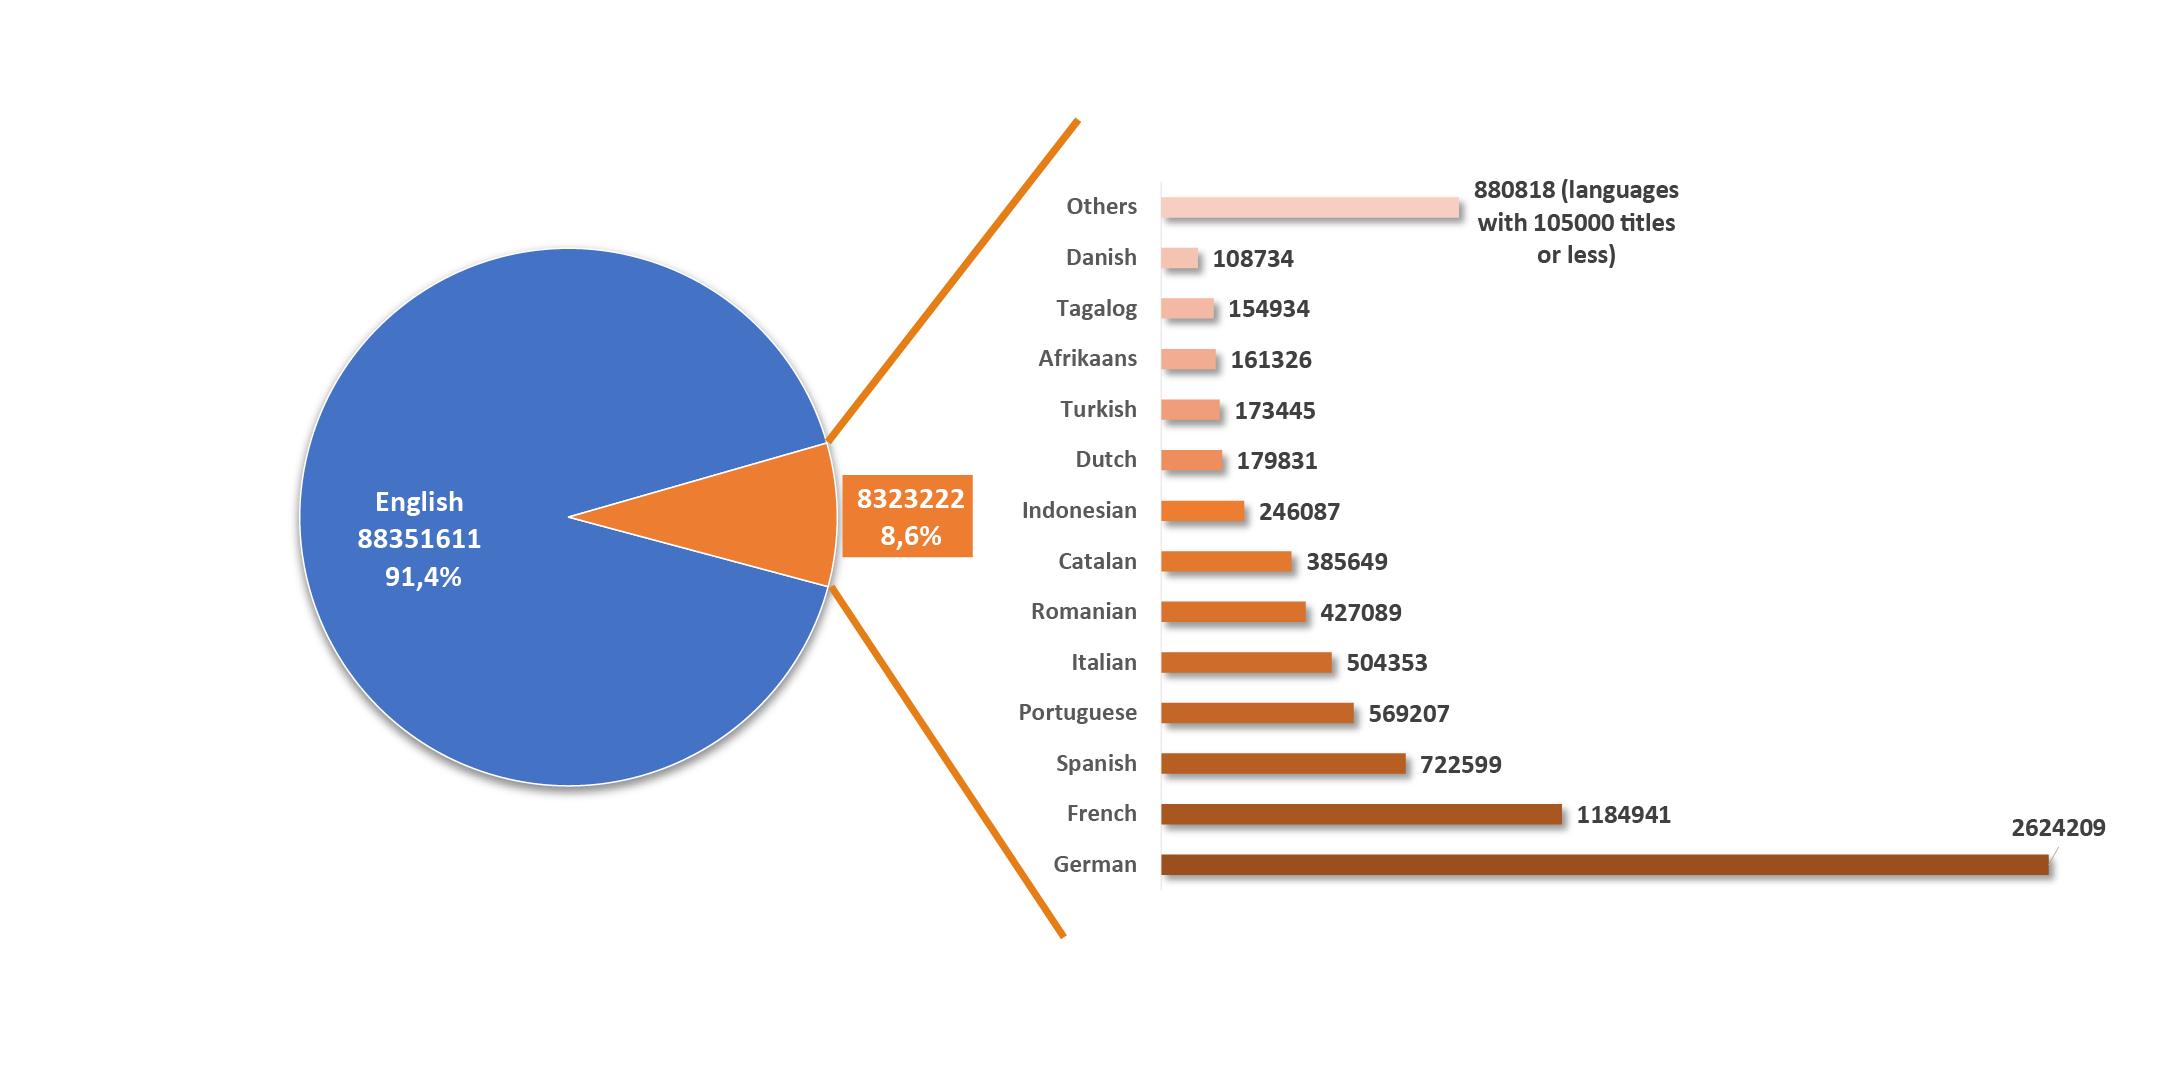 English
88351611
91,4%
8323222
8,6%
Others
880818 (languages
with 105000 titles
or less)
Danish
108734
Tagalog
154934
Afrikaans
161326
Turkish
173445
Dutch
179831
Indonesian
246087
Catalan
385649
Romanian
427089
Italian
504353
Portuguese
569207
Spanish
722599
French
1184941
German
2624209